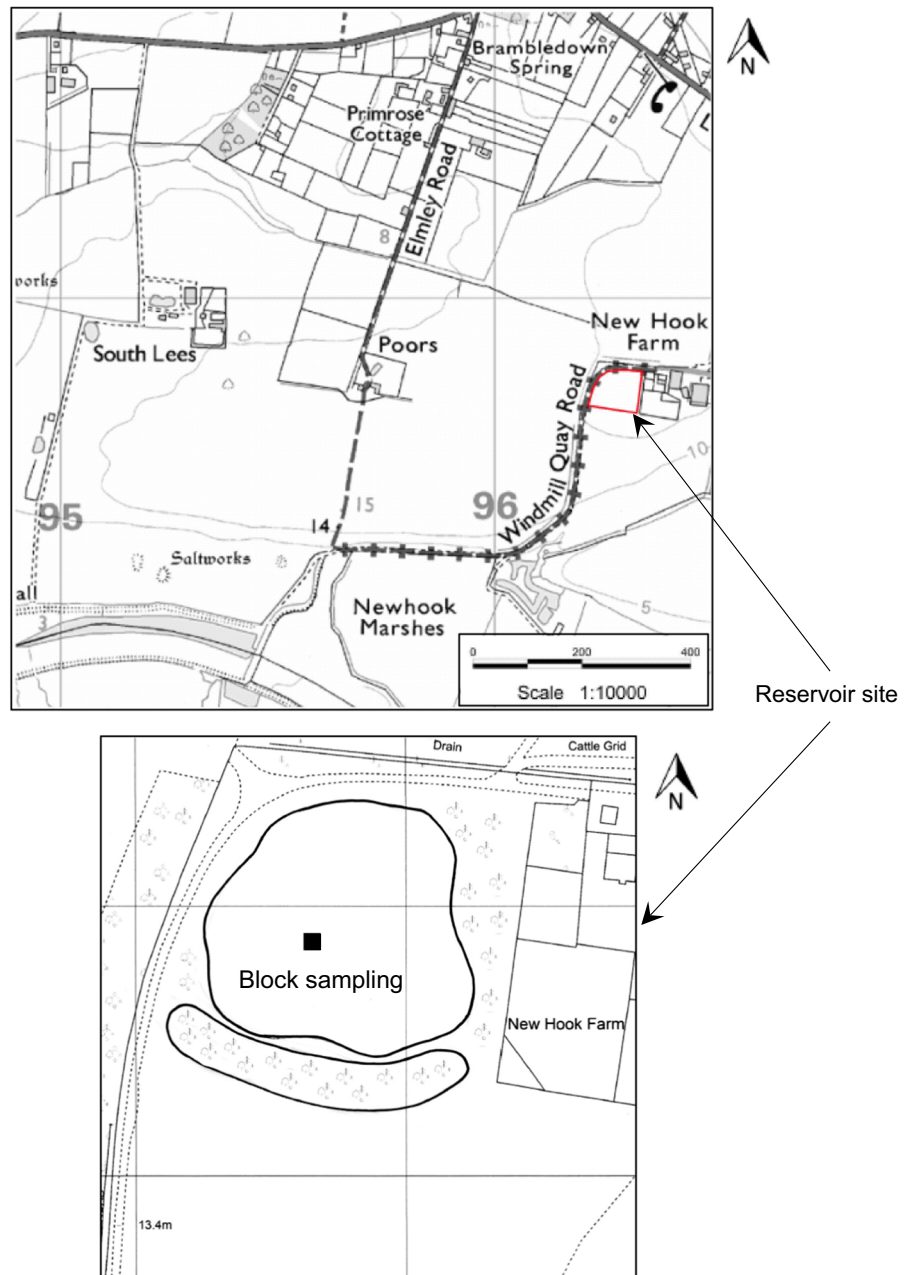 N
Brambledown
Spring
Primrose
Cottage
L
Elmley Road
8
works
New Hook
Farm
South Lees
Poors
Windmill Quay Road
10
95
15
96
14
Saltworks
all
3
Newhook
Marshes
5
0 200 400
Scale 1:10000
Reservoir site
Drain
Cattle Grid
N
Block sampling
New Hook Farm
13.4m